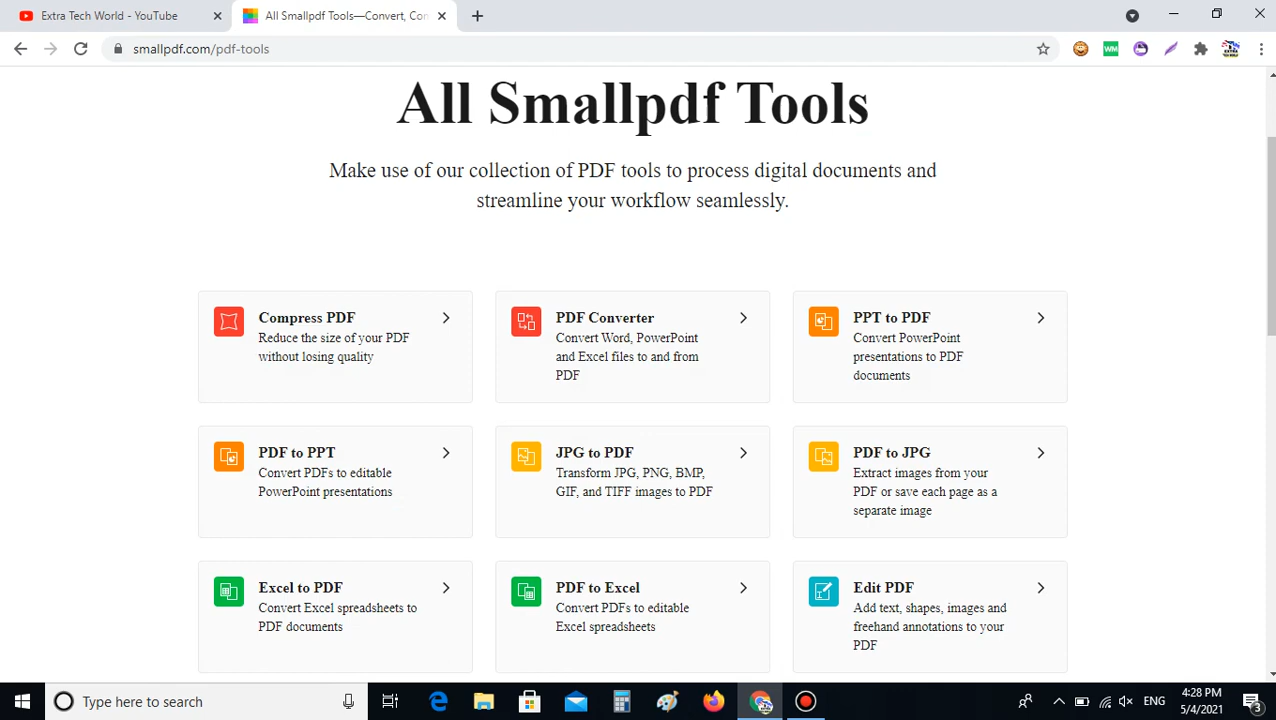 Extra Tech World - YouTube
All Smallpdf Tools—Convert, Con
smallpdf.com/pdf-tools
WM
All Smallpdf Tools
Make use of our collection of PDF tools to process digital documents and
streamline your workflow seamlessly.
Compress PDF
Reduce the size of your PDF
without losing quality
PDF Converter
Convert Word, PowerPoint
and Excel files to and from
PDF
PPT to PDF
Convert PowerPoint
presentations to PDF
documents
PDF to PPT
Convert PDFs to editable
PowerPoint presentations
JPG to PDF
Transform JPG, PNG, BMP,
GIF, and TIFF images to PDF
PDF to JPG
Extract images from your
PDF or save each page as a
separate image
Excel to PDF
Convert Excel spreadsheets to
PDF documents
PDF to Excel
Convert PDFs to editable
Excel spreadsheets
Edit PDF
Add text, shapes, images and
freehand annotations to your
PDF
Type here to search
ENG
4:28 PM
5/4/2021
3